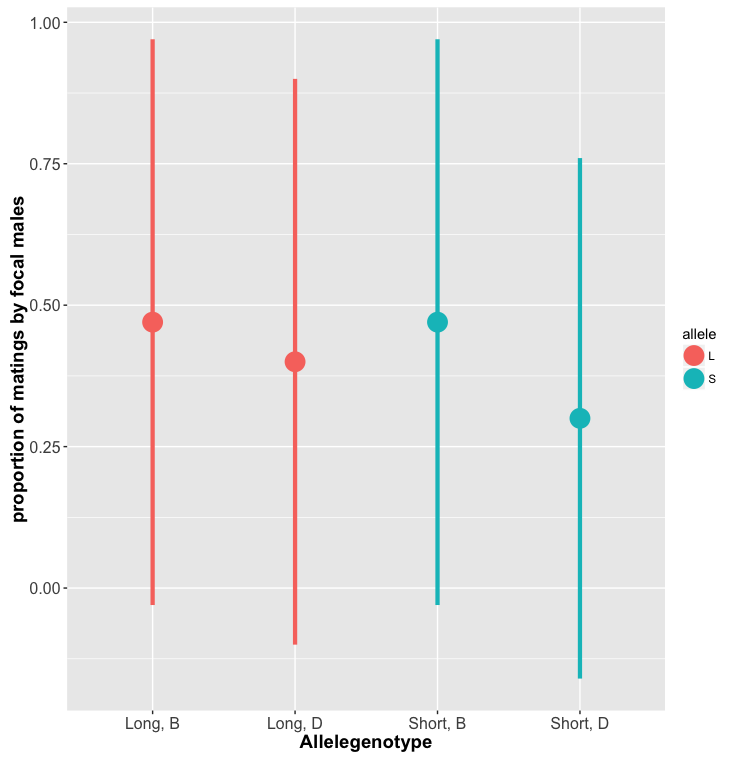 proportion of matings by focal males
1.00
0.75
0.50
0.25
0.00
Long, B
Long, D
Short, B
Short, D
Allelegenotype
allele
L
S